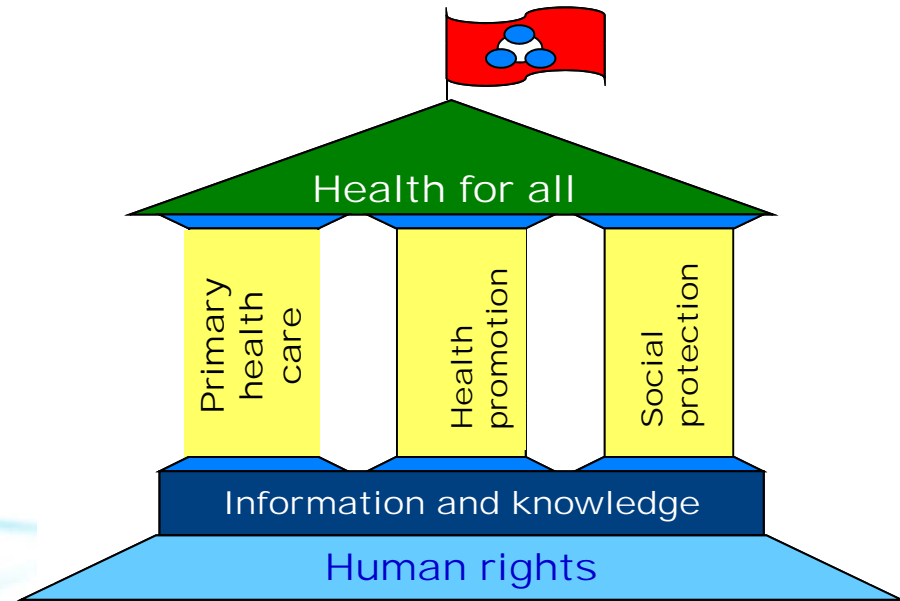 Health for all
Primary
health
care
Health
promotion
Social
protection
Information and knowledge
Human rights